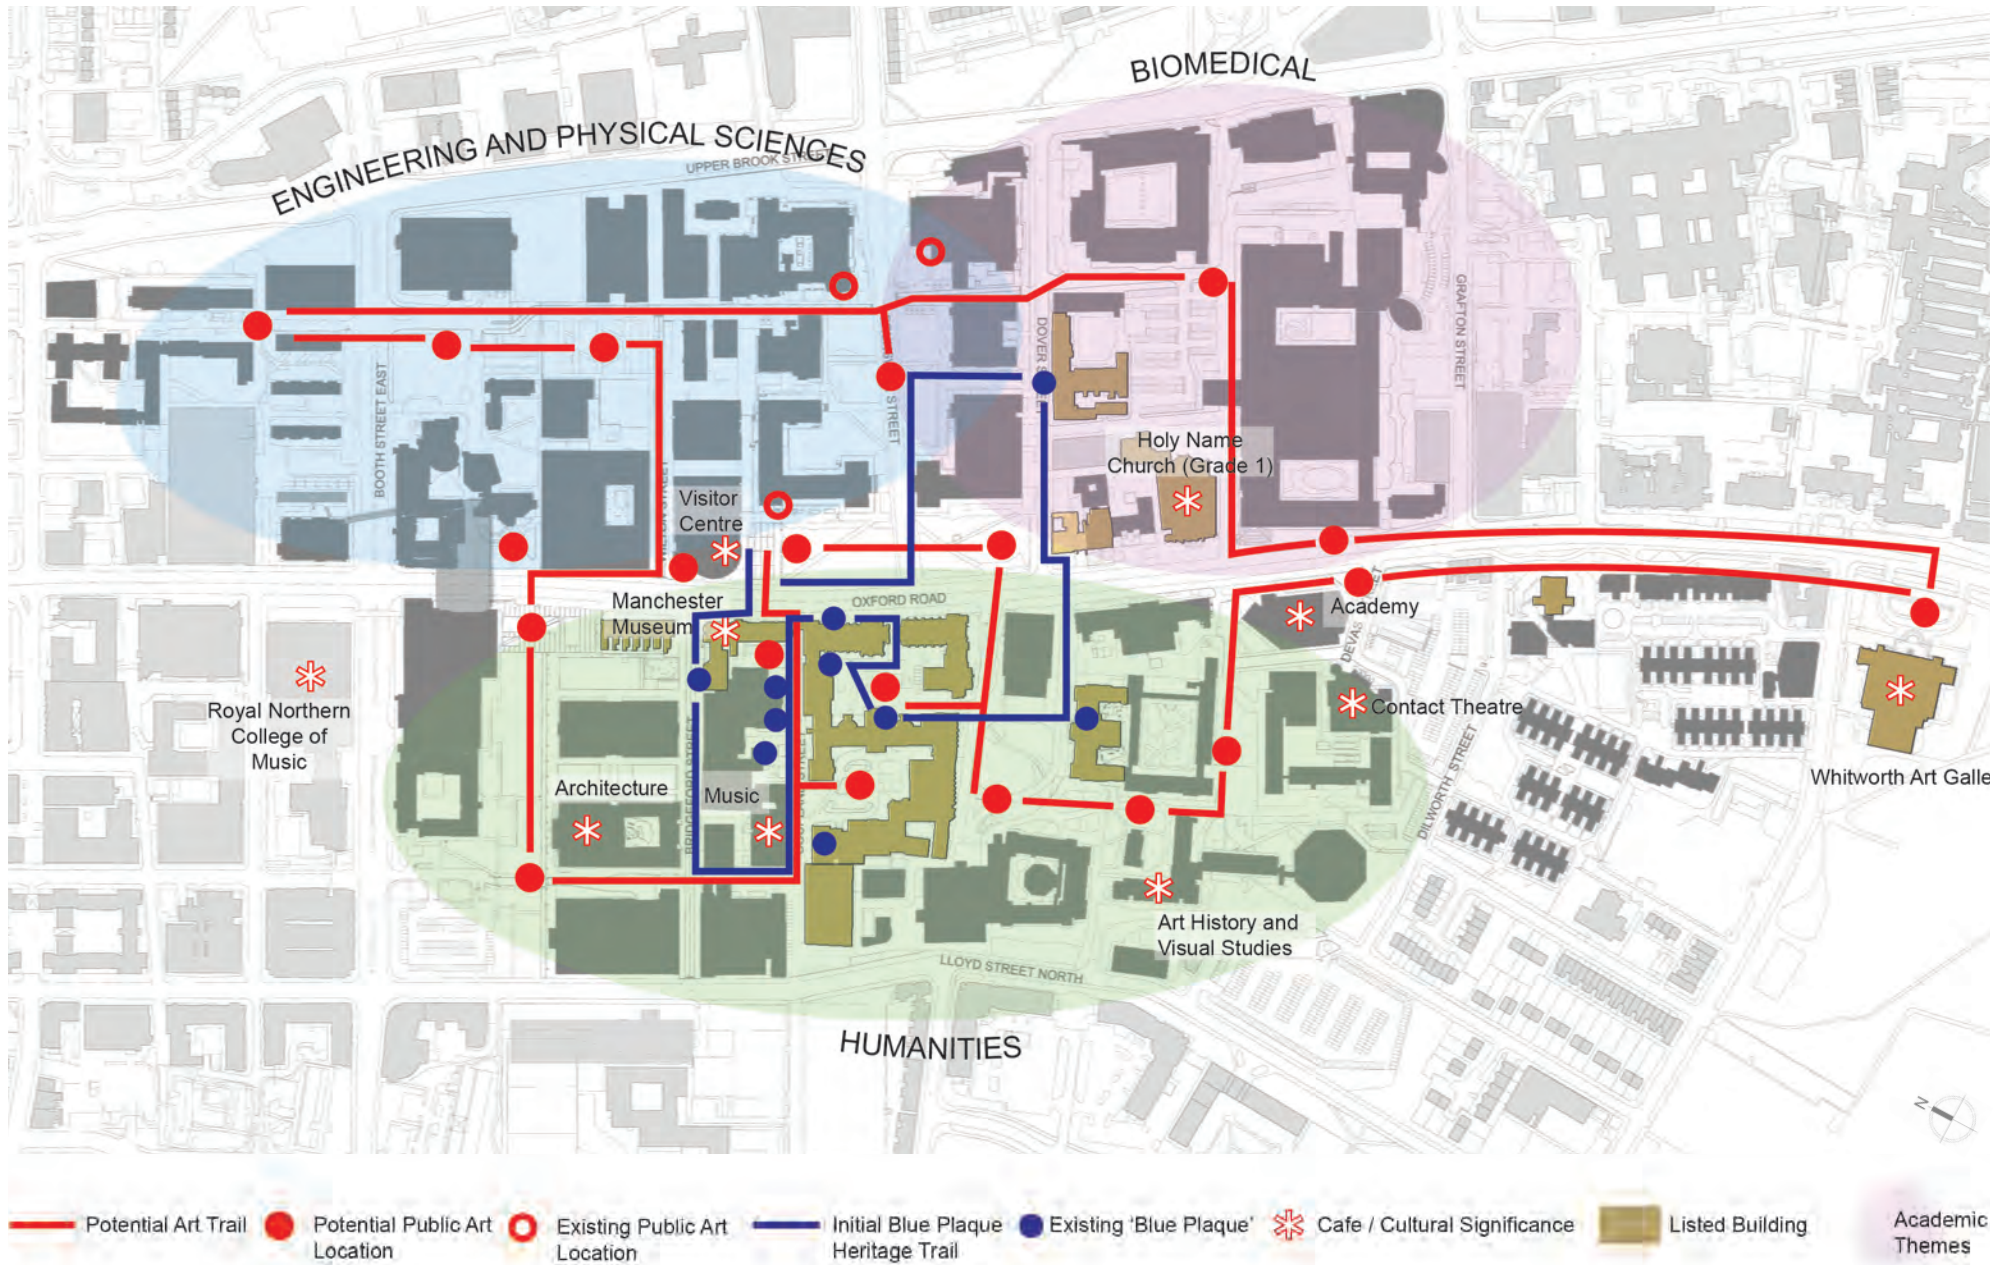 BIOMEDICAL
ENGINEERING AND PHYSICAL SCIENCES
UPPER BROOK STREET
GRAFTON STREET
BOOTH STREET EAST
STREET
Holy Name
Church (Grade 1)
Visitor
Centre
STREET
Manchester
Museum
OXFORD ROAD
Academy
DEVAS
Royal Northern
College of
Music
Contact Theatre
BRIDGEFORD STREET
Architecture
Music
DILWORTH STREET
Whitworth Art Galle
Art History and
Visual Studies
LLOYD STREET NORTH
HUMANITIES
N
Potential Art Trail
Potential Public Art
Location
Existing Public Art
Location
Initial Blue Plaque
Heritage Trail
Existing 'Blue Plaque'
Cafe / Cultural Significance
Listed Building
Academic
Themes